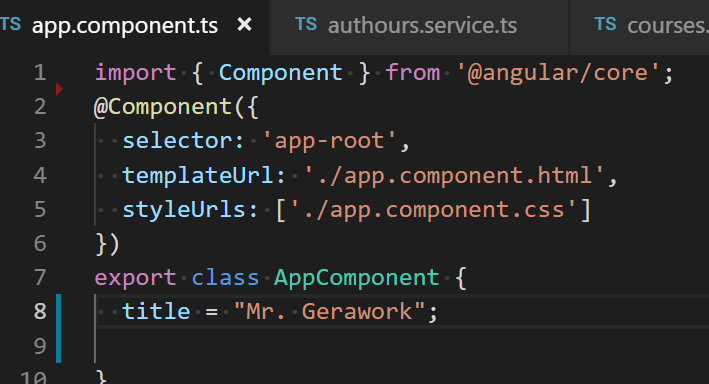 TS app.component.ts × TS authours.service.ts TS courses.
1 import { Component } from '@angular/core';
2 @Component({
3 selector: 'app-root',
4 templateUrl: './app.component.html',
5 styleUrls: ['./app.component.css']
6 })
7 export class AppComponent {
8 title = "Mr. Gerawork";
9
10 }